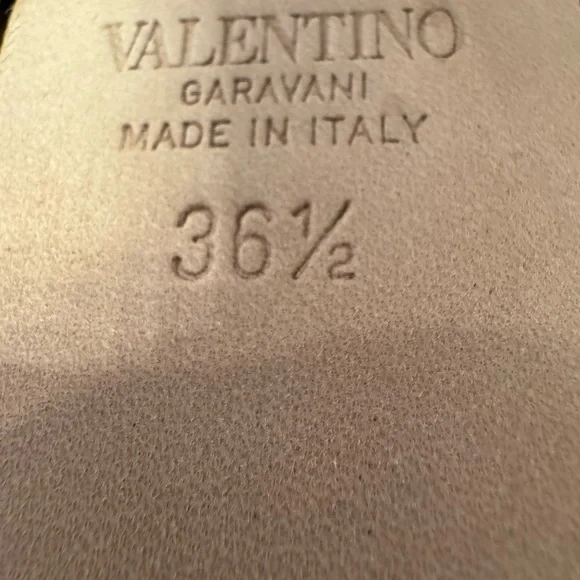 VALENTINO
GARAVANI
MADE IN ITALY
36½